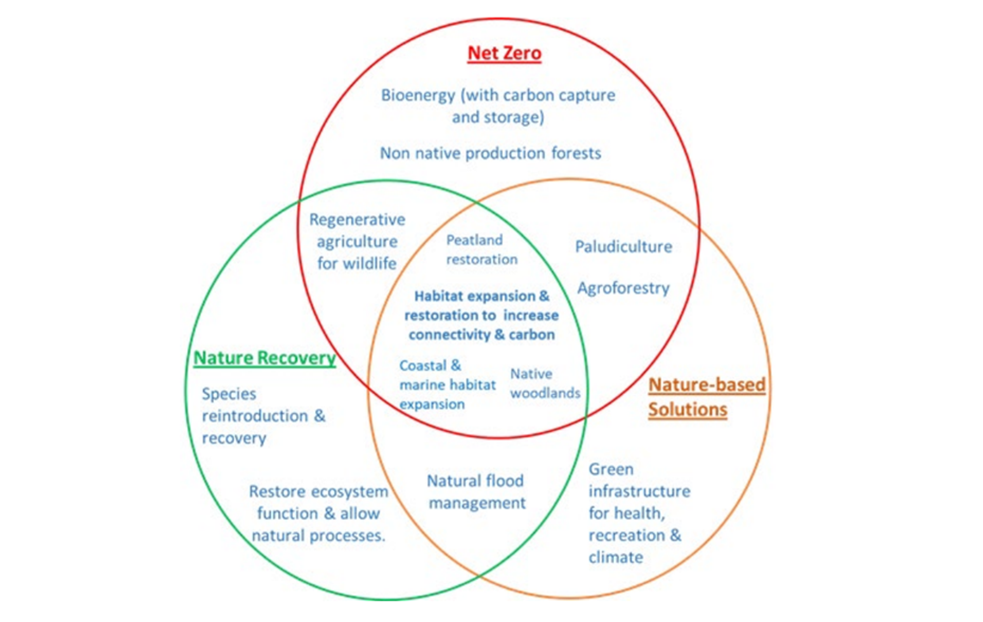 Net Zero
Bioenergy (with carbon capture
and storage)
Non native production forests
Regenerative
agriculture
for wildlife
Peatland
restoration
Paludiculture
Agroforestry
Habitat expansion &
restoration to increase
connectivity & carbon
Coastal &
marine habitat
expansion
Native
woodlands
Nature Recovery
Species
reintroduction &
recovery
Restore ecosystem
function & allow
natural processes.
Nature-based
Solutions
Natural flood
management
Green
infrastructure
for health,
recreation &
climate